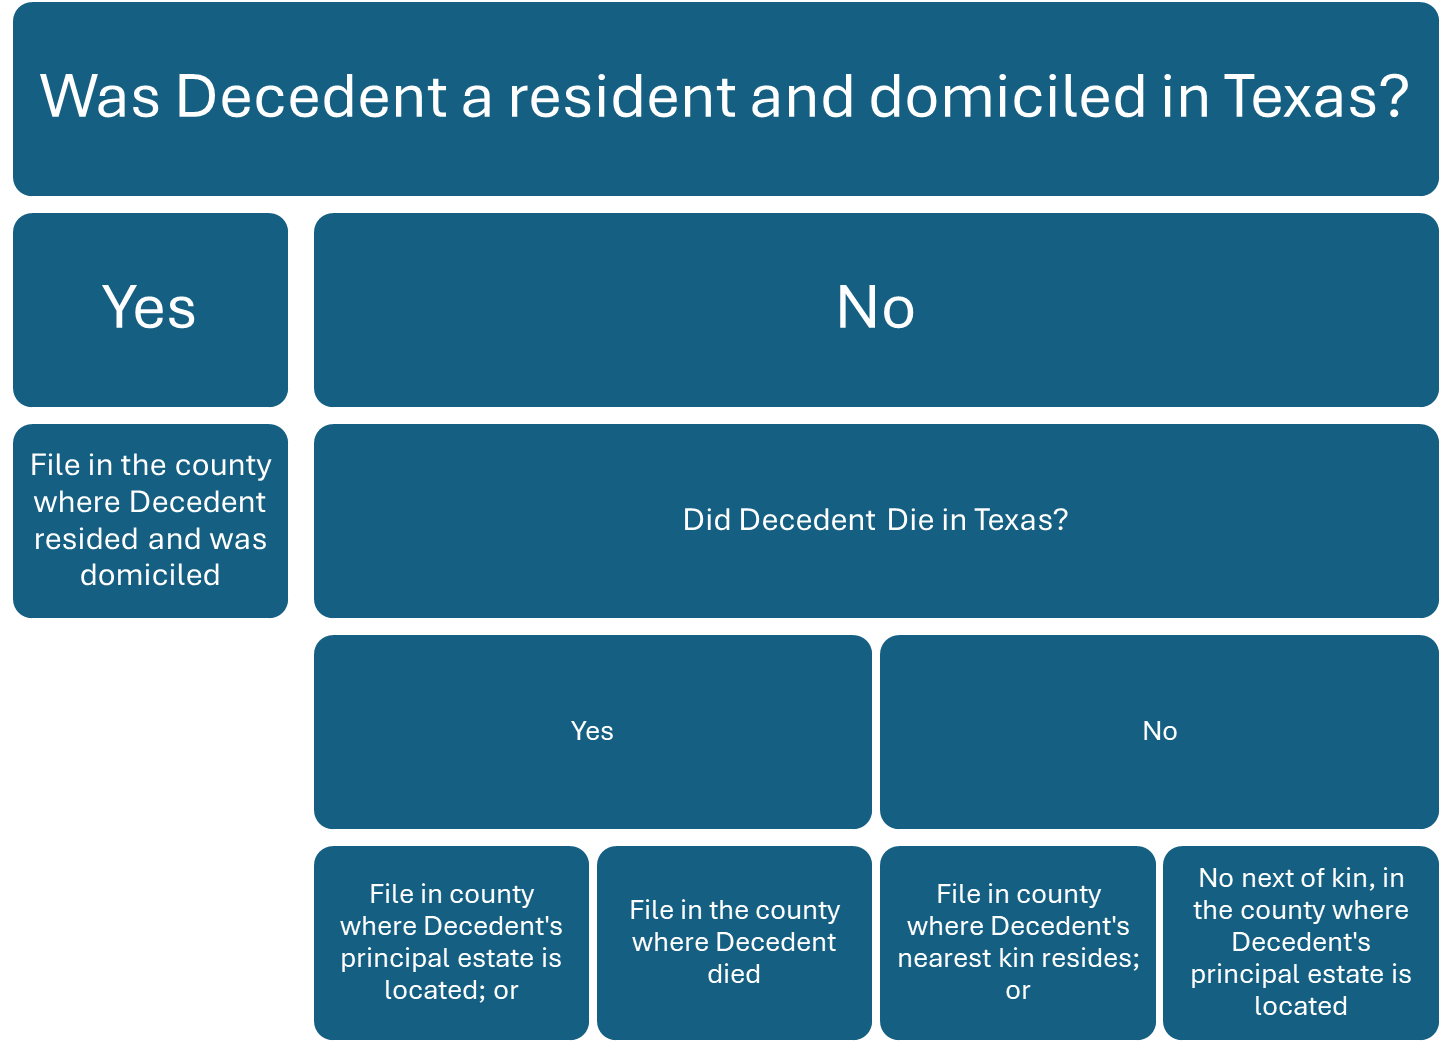 Was Decedent a resident and domiciled in Texas?
Yes
No
File in the county
where Decedent
resided and was
domiciled
Did Decedent Die in Texas?
Yes
No
File in county
where Decedent's
principal estate is
located; or
File in the county
where Decedent
died
File in county
where Decedent's
nearest kin resides;
or
No next of kin, in
the county where
Decedent's
principal estate is
located